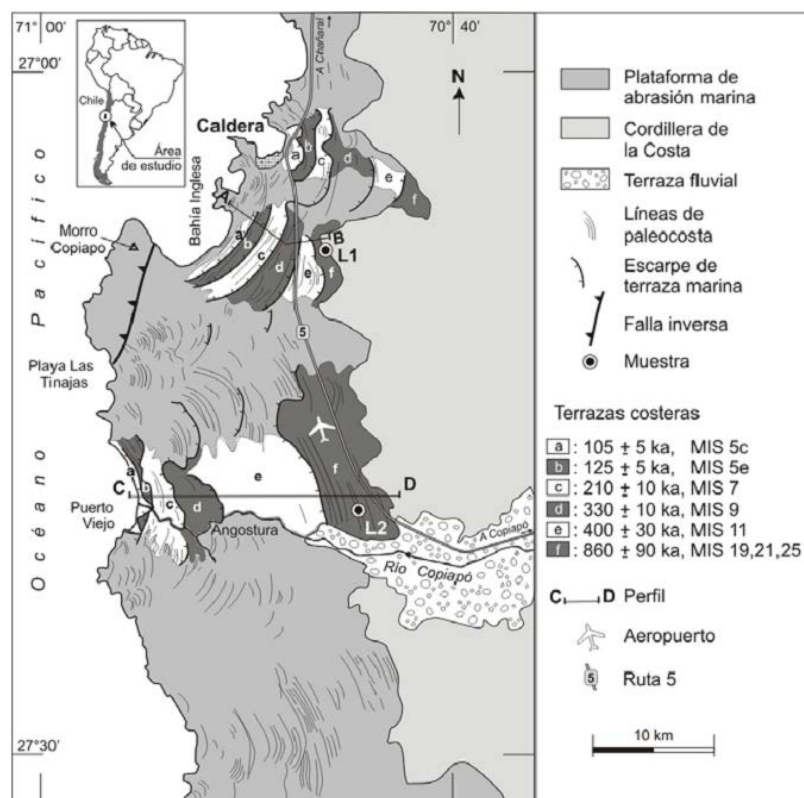 71° 00'
70° 40'
27° 00'
27° 30'
Chile
Área
de estudio
A Chañaral
N
Caldera
Bahía Inglesa
Pacífico
Océano
Morro
Copiapo
Playa Las
Tinajas
Puerto
Viejo
Angostura
Río Copiapó
A Copiapó
a
b
c
d
e
f
A
B
L1
a
b
c
d
e
f
5
C
D
a
b
c
d
e
f
L2
Plataforma de
abrasión marina
Cordillera de
la Costa
Terraza fluvial
Líneas de
paleocosta
Escarpe de
terraza marina
Falla inversa
Muestra
Terrazas costeras
a : 105 ± 5 ka, MIS 5c
b : 125 ± 5 ka, MIS 5e
c : 210 ± 10 ka, MIS 7
d : 330 ± 10 ka, MIS 9
e : 400 ± 30 ka, MIS 11
f : 860 ± 90 ka, MIS 19,21,25
C D Perfil
Aeropuerto
5 Ruta 5
10 km